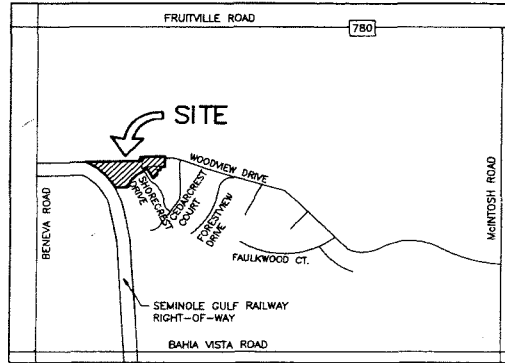 FRUITVILLE ROAD
780
SITE
WOODVIEW DRIVE
SHORECREST
DRIVE
CEDARCREST
COURT
FORESTVIEW
DRIVE
FAULKWOOD CT.
BENEVA ROAD
McINTOSH ROAD
SEMINOLE GULF RAILWAY
RIGHT-OF-WAY
BAHIA VISTA ROAD